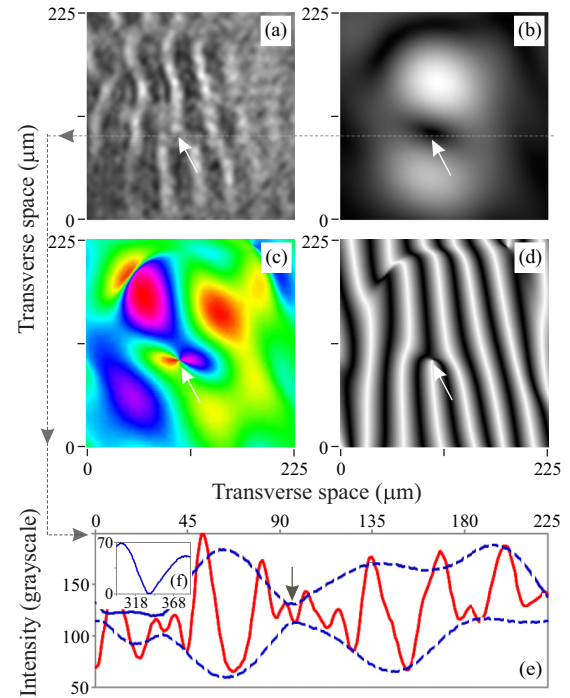 225 (a) 225 (b)
0 0
225 (c) 225 (d)
0 0
0 225 0 225
Transverse space (μm)
Transverse space (μm)
0 45 90 135 180 225
70
(f)
0
318 368
150
100
50
Intensity (grayscale)
(e)